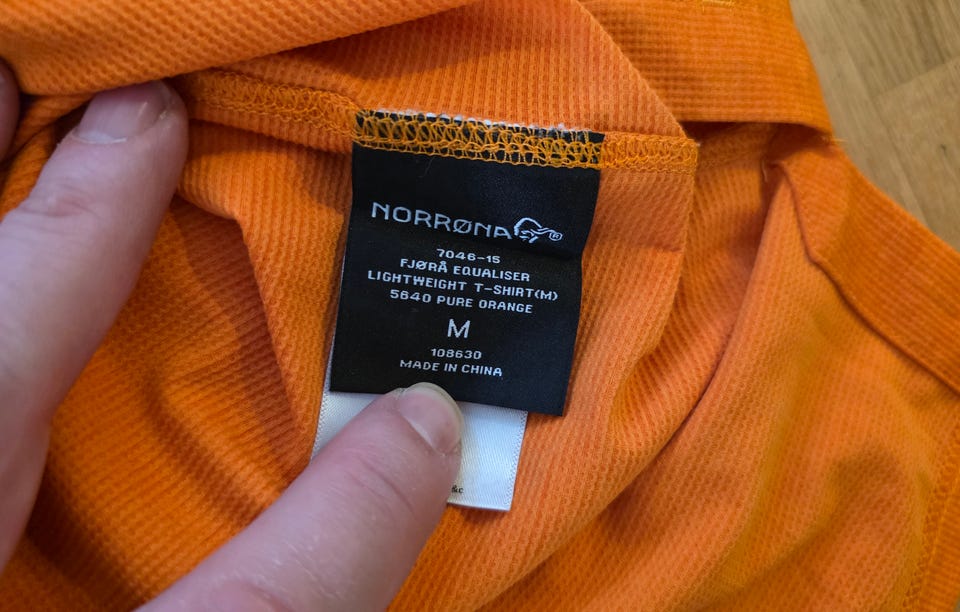 NORRØNA ®
7046-15
FJØRÅ EQUALISER
LIGHTWEIGHT T-SHIRT(M)
5640 PURE ORANGE
M
108630
MADE IN CHINA
&c